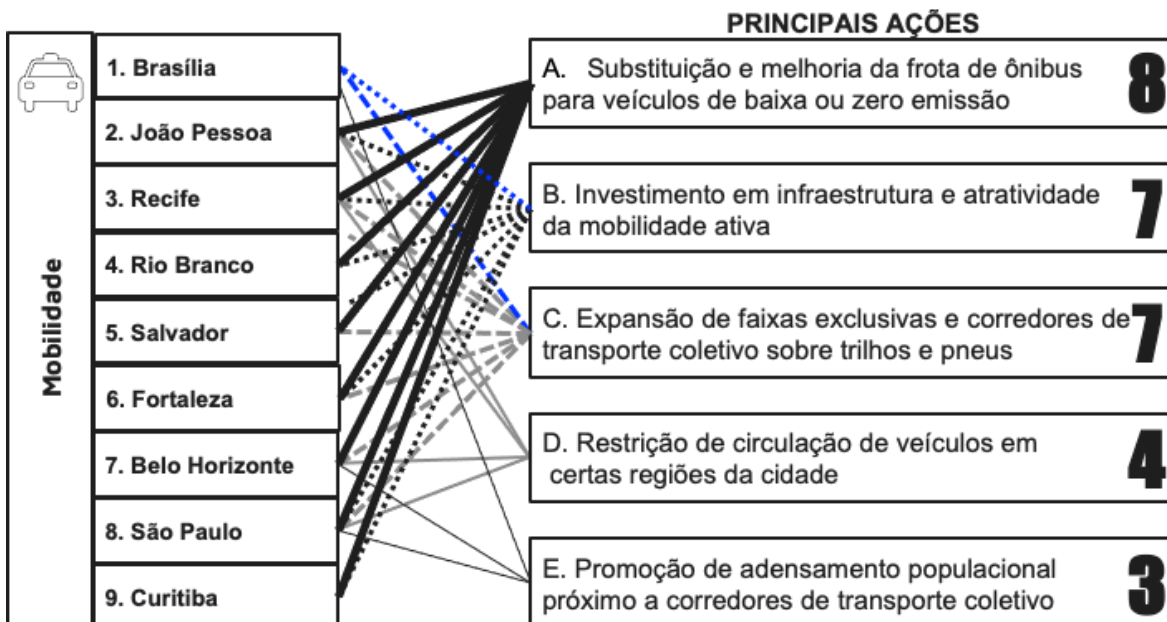 PRINCIPAIS AÇÕES
Mobilidade
1. Brasília
2. João Pessoa
3. Recife
4. Rio Branco
5. Salvador
6. Fortaleza
7. Belo Horizonte
8. São Paulo
9. Curitiba
A. Substituição e melhoria da frota de ônibus
para veículos de baixa ou zero emissão
8
B. Investimento em infraestrutura e atratividade
da mobilidade ativa
7
C. Expansão de faixas exclusivas e corredores de
transporte coletivo sobre trilhos e pneus
7
D. Restrição de circulação de veículos em
certas regiões da cidade
4
E. Promoção de adensamento populacional
próximo a corredores de transporte coletivo
3